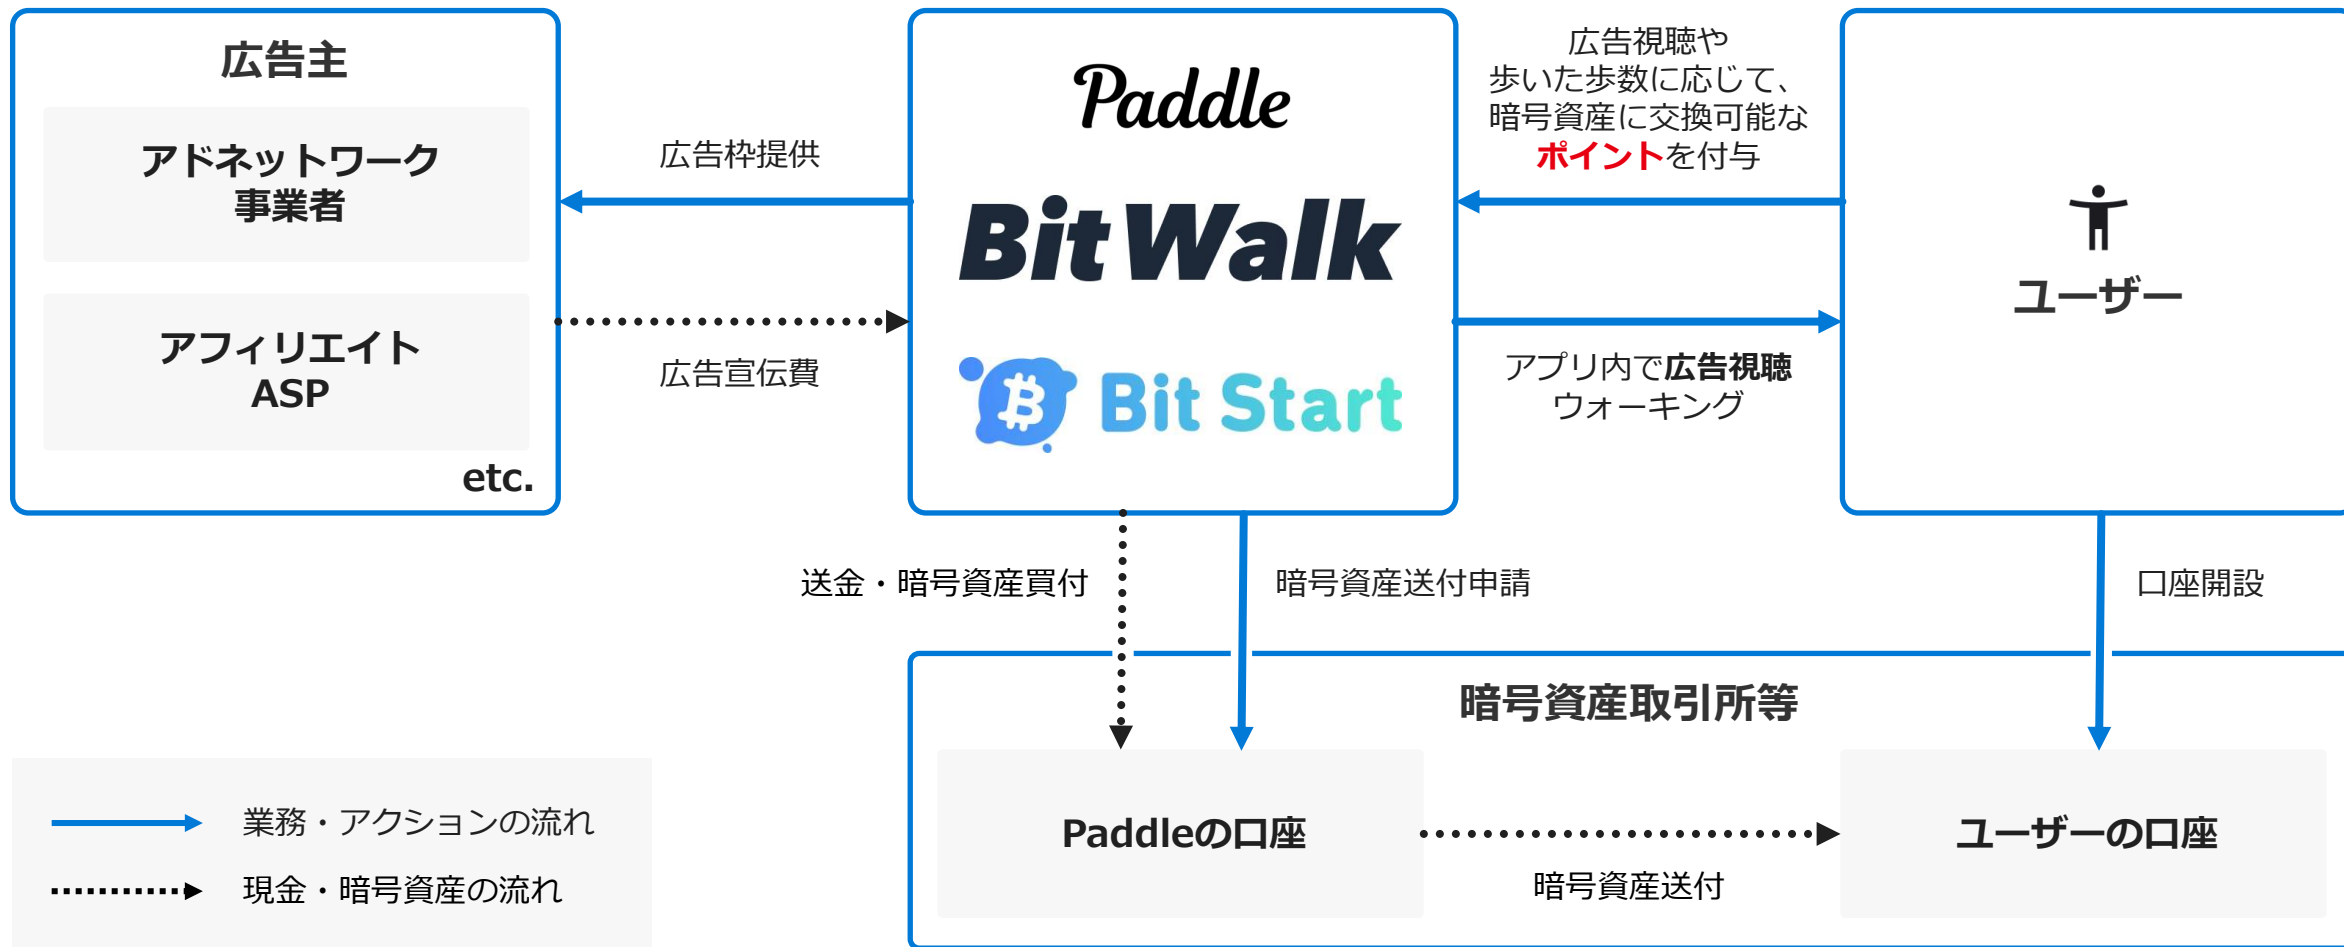 広告主
アドネットワーク
事業者
アフィリエイト
ASP
etc.
広告枠提供
広告宣伝費
Paddle
BitWalk
Bit Start
広告視聴や
歩いた歩数に応じて、
暗号資産に交換可能な
ポイントを付与
アプリ内で広告視聴
ウォーキング
ユーザー
送金・暗号資産買付
暗号資産送付申請
口座開設
暗号資産取引所等
Paddleの口座
暗号資産送付
ユーザーの口座
業務・アクションの流れ
現金・暗号資産の流れ